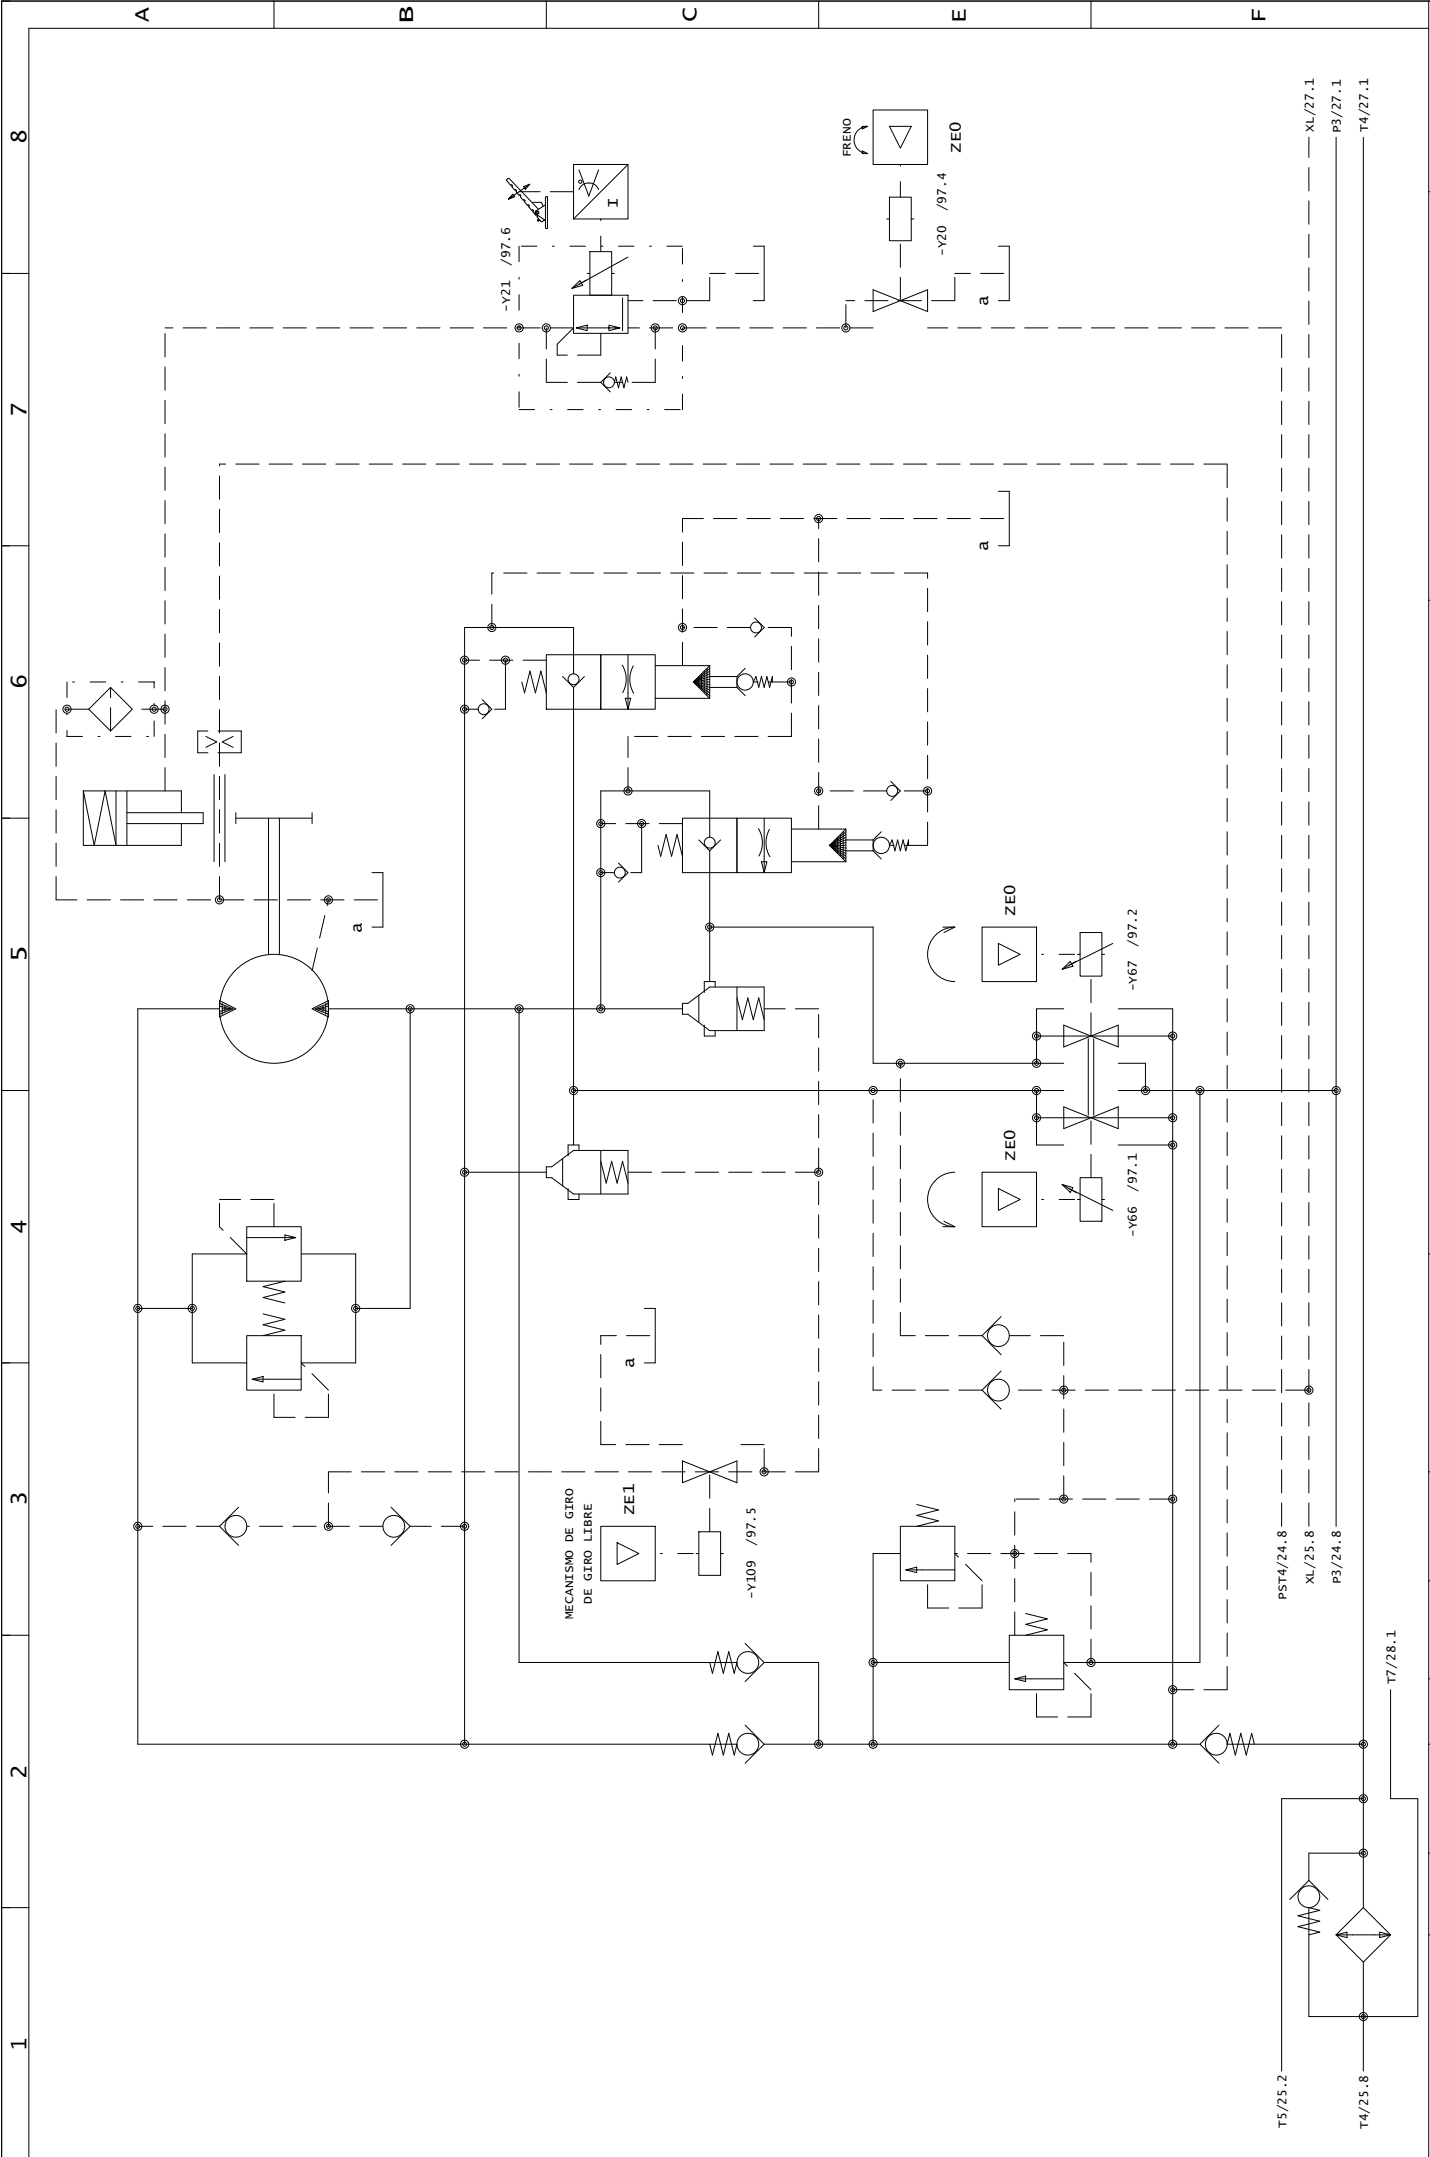 A
B
C
E
F
8
7
6
5
4
3
2
1
FRENO
ZE0
-Y20 /97.4
a
I
-Y21 /97.6
XL/27.1
P3/27.1
T4/27.1
a
a
ZE0
-Y67 /97.2
ZE0
-Y66 /97.1
a
MECANISMO DE GIRO
DE GIRO LIBRE
ZE1
-Y109 /97.5
PST4/24.8
XL/25.8
P3/24.8
T7/28.1
T5/25.2
T4/25.8